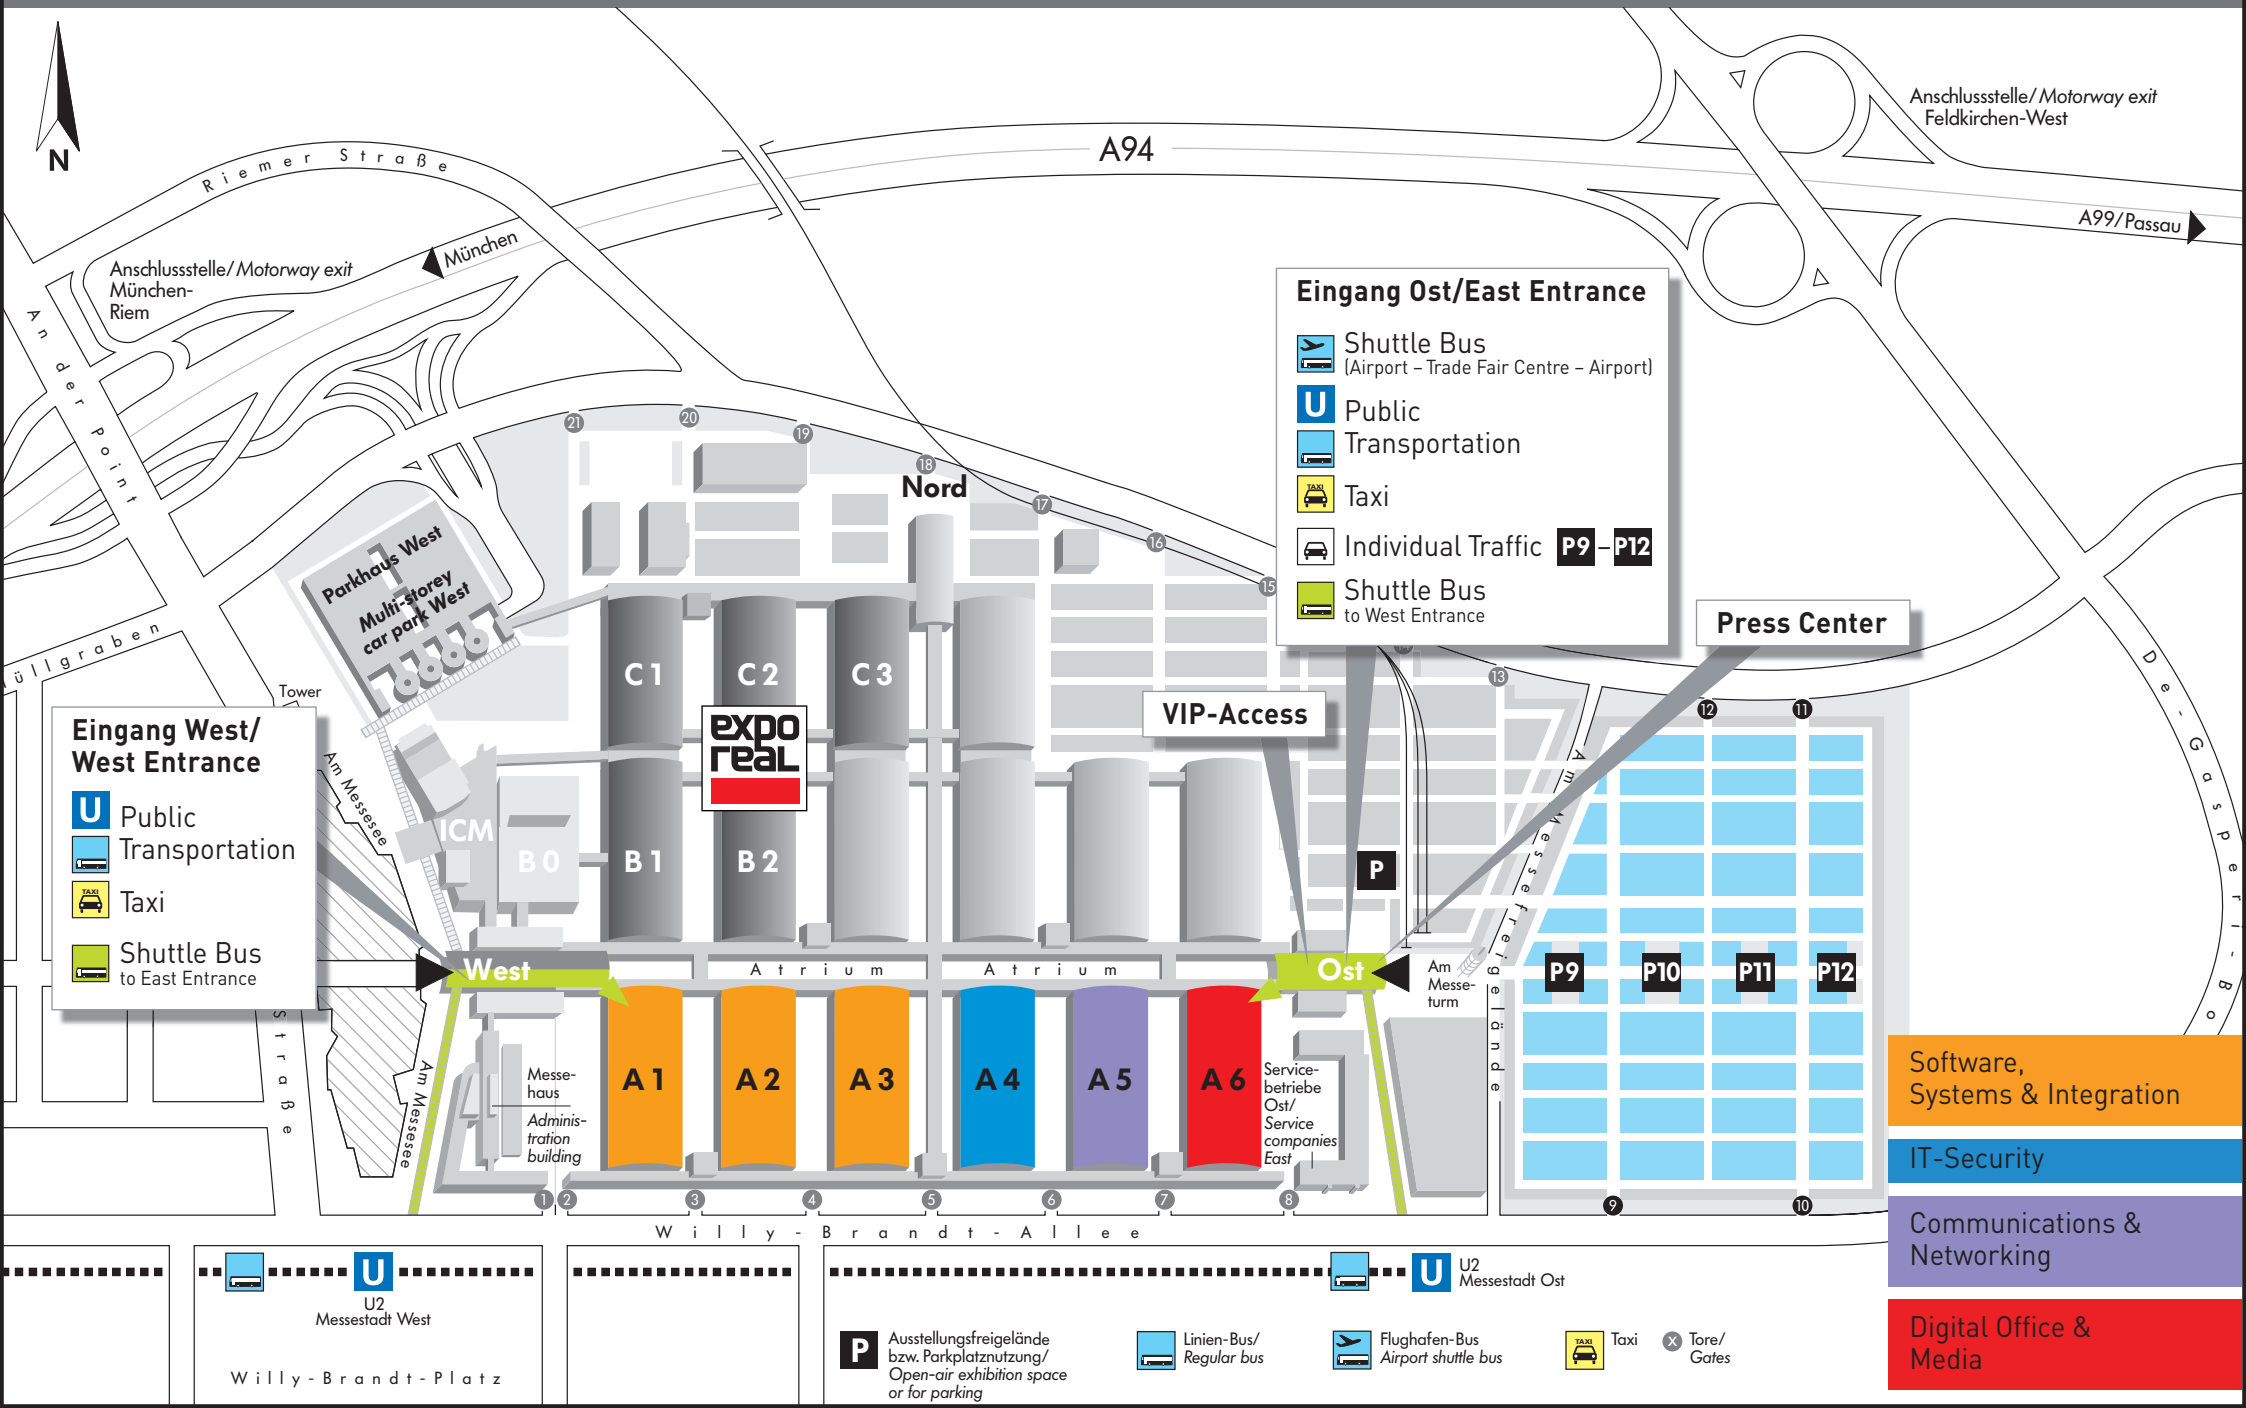 N
Riemer Straße
A94
Anschlussstelle/Motorway exit
Feldkirchen-West
A99/Passau
München
Anschlussstelle/Motorway exit
München-
Riem
An der Point
Eingang Ost/East Entrance
Shuttle Bus
(Airport – Trade Fair Centre – Airport)
U
Public
Transportation
TAXI
Taxi
Individual Traffic P9 – P12
Shuttle Bus
to West Entrance
21
20
19
18
Nord
17
16
15
13
12
11
Parkhaus West
Multi-storey
car park West
üllgraben
Tower
Press Center
VIP-Access
De-Gasperi-Bo
C1
C2
C3
expo
real
Eingang West/
West Entrance
U
Public
Transportation
TAXI
Taxi
Shuttle Bus
to East Entrance
Am Messesee
ICM
B0
B1
B2
P
Am Messefreigelände
West
Atrium
Atrium
Ost
Am
Messe-
turm
P9
P10
P11
P12
Straße
Am Messesee
Messe-
haus
Adminis-
tration
building
A1
A2
A3
A4
A5
A6
Service-
betriebe
Ost/
Service
companies
East
Software,
Systems & Integration
IT-Security
Communications &
Networking
Digital Office &
Media
1
2
3
4
5
6
7
8
9
10
Willy-Brandt-Allee
U
U2
Messestadt West
U
U2
Messestadt Ost
Willy-Brandt-Platz
P
Ausstellungsfreigelände
bzw. Parkplatznutzung/
Open-air exhibition space
or for parking
Linien-Bus/
Regular bus
Flughafen-Bus
Airport shuttle bus
TAXI
Taxi
X
Tore/
Gates